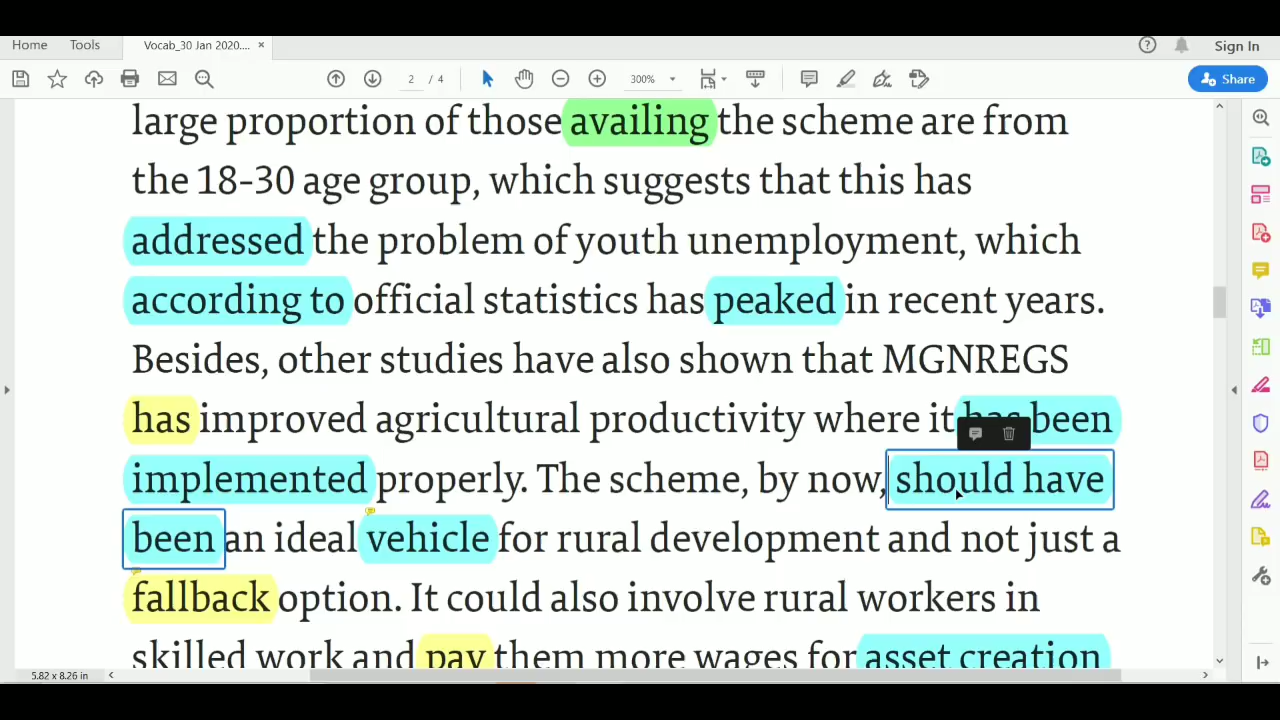 Home Tools Vocab_30 Jan 2020.... × Sign In
2 / 4 300% Share
large proportion of those availing the scheme are from
the 18-30 age group, which suggests that this has
addressed the problem of youth unemployment, which
according to official statistics has peaked in recent years.
Besides, other studies have also shown that MGNREGS
has improved agricultural productivity where it has been
implemented properly. The scheme, by now, should have
been an ideal vehicle for rural development and not just a
fallback option. It could also involve rural workers in
skilled work and pay them more wages for asset creation
5.82 x 8.26 in